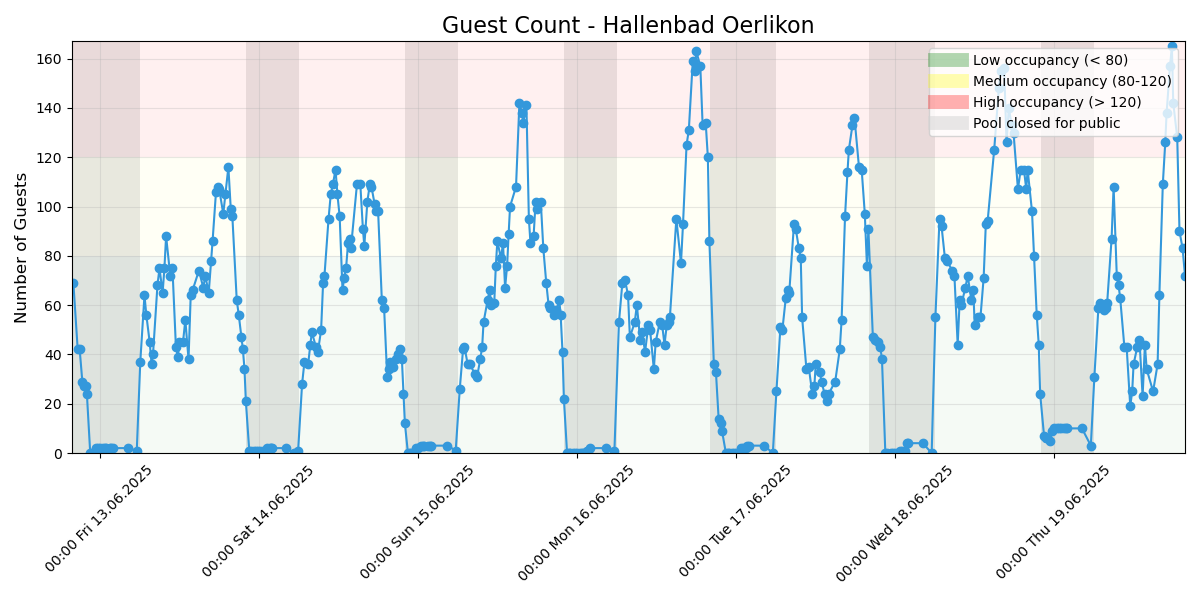 Guest Count - Hallenbad Oerlikon
Number of Guests
160
140
120
100
80
60
40
20
0
Low occupancy (< 80)
Medium occupancy (80-120)
High occupancy (> 120)
Pool closed for public
00:00 Fri 13.06.2025
00:00 Sat 14.06.2025
00:00 Sun 15.06.2025
00:00 Mon 16.06.2025
00:00 Tue 17.06.2025
00:00 Wed 18.06.2025
00:00 Thu 19.06.2025